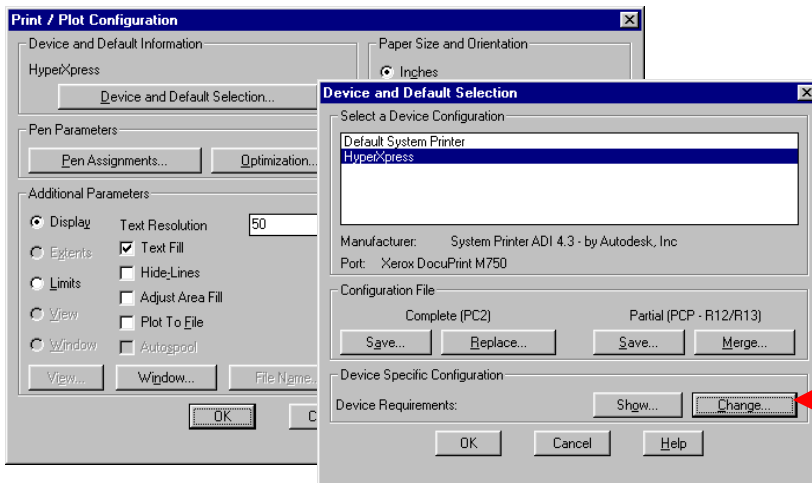 Print / Plot Configuration
Device and Default Information
HyperXpress
Device and Default Selection...
Paper Size and Orientation
Inches
Pen Parameters
Pen Assignments...
Optimization...
Additional Parameters
Display
Extents
Limits
View
Window
Text Resolution
50
Text Fill
Hide-Lines
Adjust Area Fill
Plot To File
Autospool
View...
Window...
File Name...
OK
C
Device and Default Selection
Select a Device Configuration
Default System Printer
HyperXpress
Manufacturer: System Printer ADI 4.3 - by Autodesk, Inc
Port: Xerox DocuPrint M750
Configuration File
Complete (PC2)
Partial (PCP - R12/R13)
Save...
Replace...
Save...
Merge...
Device Specific Configuration
Device Requirements:
Show...
Change...
OK
Cancel
Help